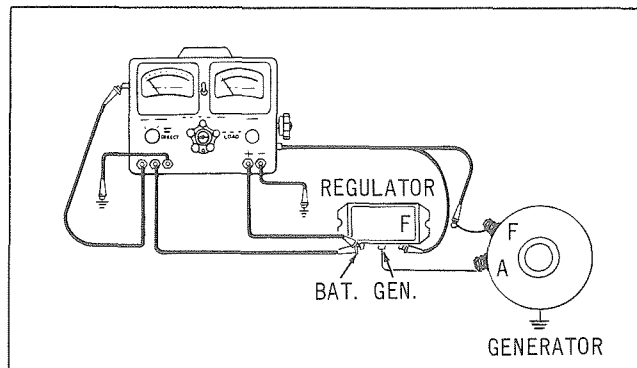 DIRECT
LOAD
− +
REGULATOR
F
BAT. GEN.
F
A
GENERATOR